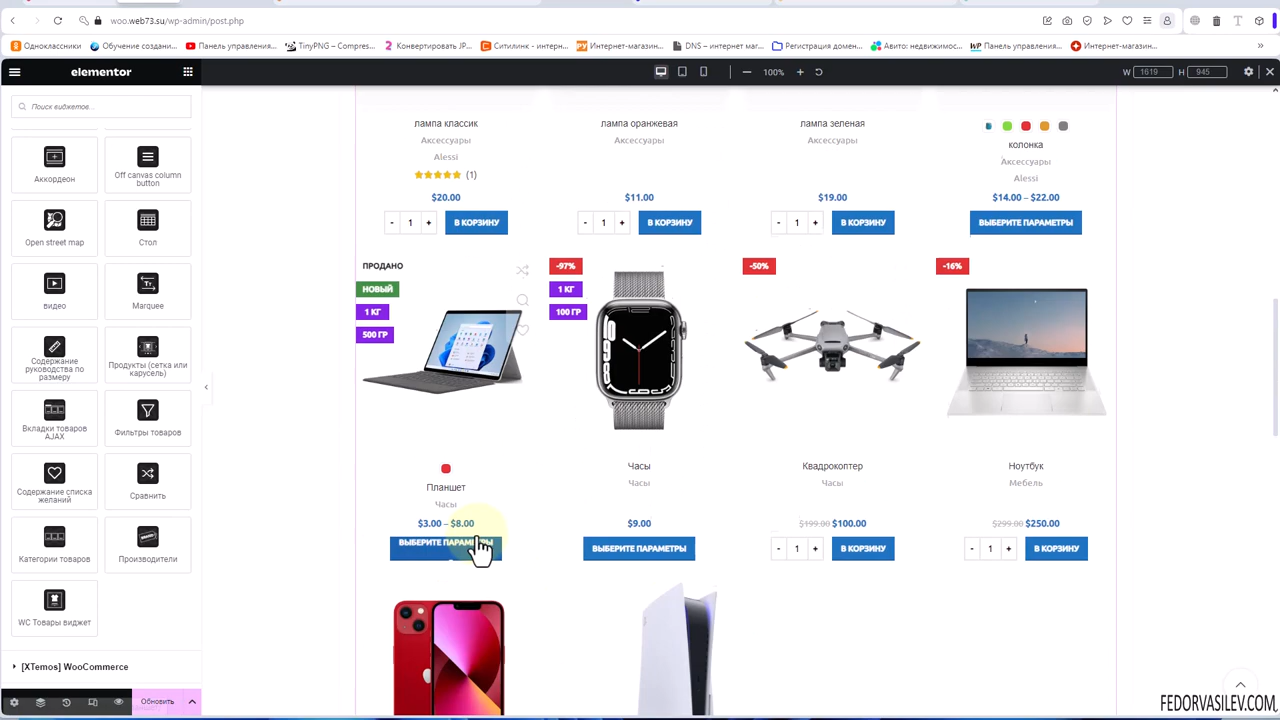 woo.web73.su/wp-admin/post.php
Одноклассники
Обучение создани...
Панель управления...
TinyPNG – Compres...
Конвертировать JP...
Ситилинк - интерн...
Интернет-магазин...
DNS – интернет маг...
Регистрация домен...
Авито: недвижимос...
Панель управления...
Интернет-магазин...
elementor
100%
W 1619 H 945
Поиск виджетов...
Аккордеон
Off canvas column
button
Open street map
Стол
видео
Marquee
Содержание
руководства по
размеру
Продукты (сетка или
карусель)
Вкладки товаров
AJAX
Фильтры товаров
Содержание списка
желаний
Сравнить
Категории товаров
Производители
WC Товары виджет
[XTemos] WooCommerce
Обновить
лампа классик
Аксессуары
Alessi
(1)
$20.00
- 1 + В КОРЗИНУ
лампа оранжевая
Аксессуары
$11.00
- 1 + В КОРЗИНУ
лампа зеленая
Аксессуары
$19.00
- 1 + В КОРЗИНУ
колонка
Аксессуары
Alessi
$14.00 – $22.00
ВЫБЕРИТЕ ПАРАМЕТРЫ
ПРОДАНО
НОВЫЙ
1 КГ
500 ГР
Планшет
Часы
$3.00 – $8.00
ВЫБЕРИТЕ ПАРАМЕТРЫ
-97%
1 КГ
100 ГР
Часы
Часы
$9.00
ВЫБЕРИТЕ ПАРАМЕТРЫ
-50%
Квадрокоптер
Часы
$199.00 $100.00
- 1 + В КОРЗИНУ
-16%
Ноутбук
Мебель
$299.00 $250.00
- 1 + В КОРЗИНУ
FEDORVASILEV.COM